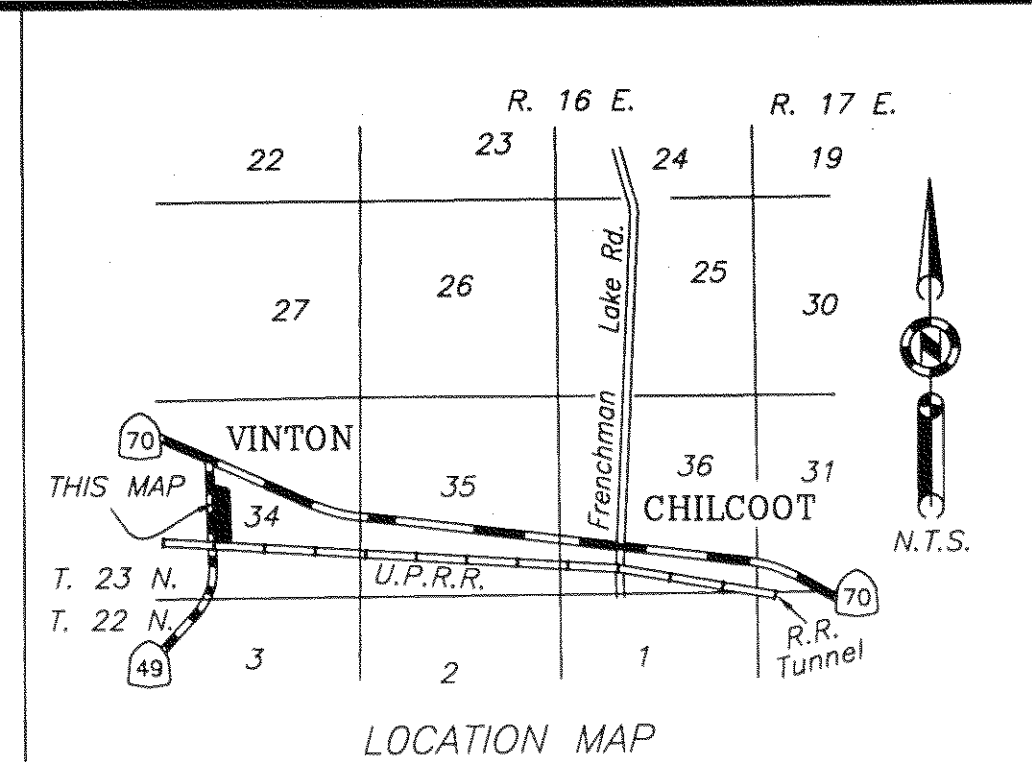 R. 16 E.
R. 17 E.
22
23
24
19
27
26
25
30
Frenchman Lake Rd.
N
70
VINTON
THIS MAP
34
35
36
31
CHILCOOT
N.T.S.
U.P.R.R.
T. 23 N.
T. 22 N.
70
R.R.
Tunnel
49
3
2
1
LOCATION MAP